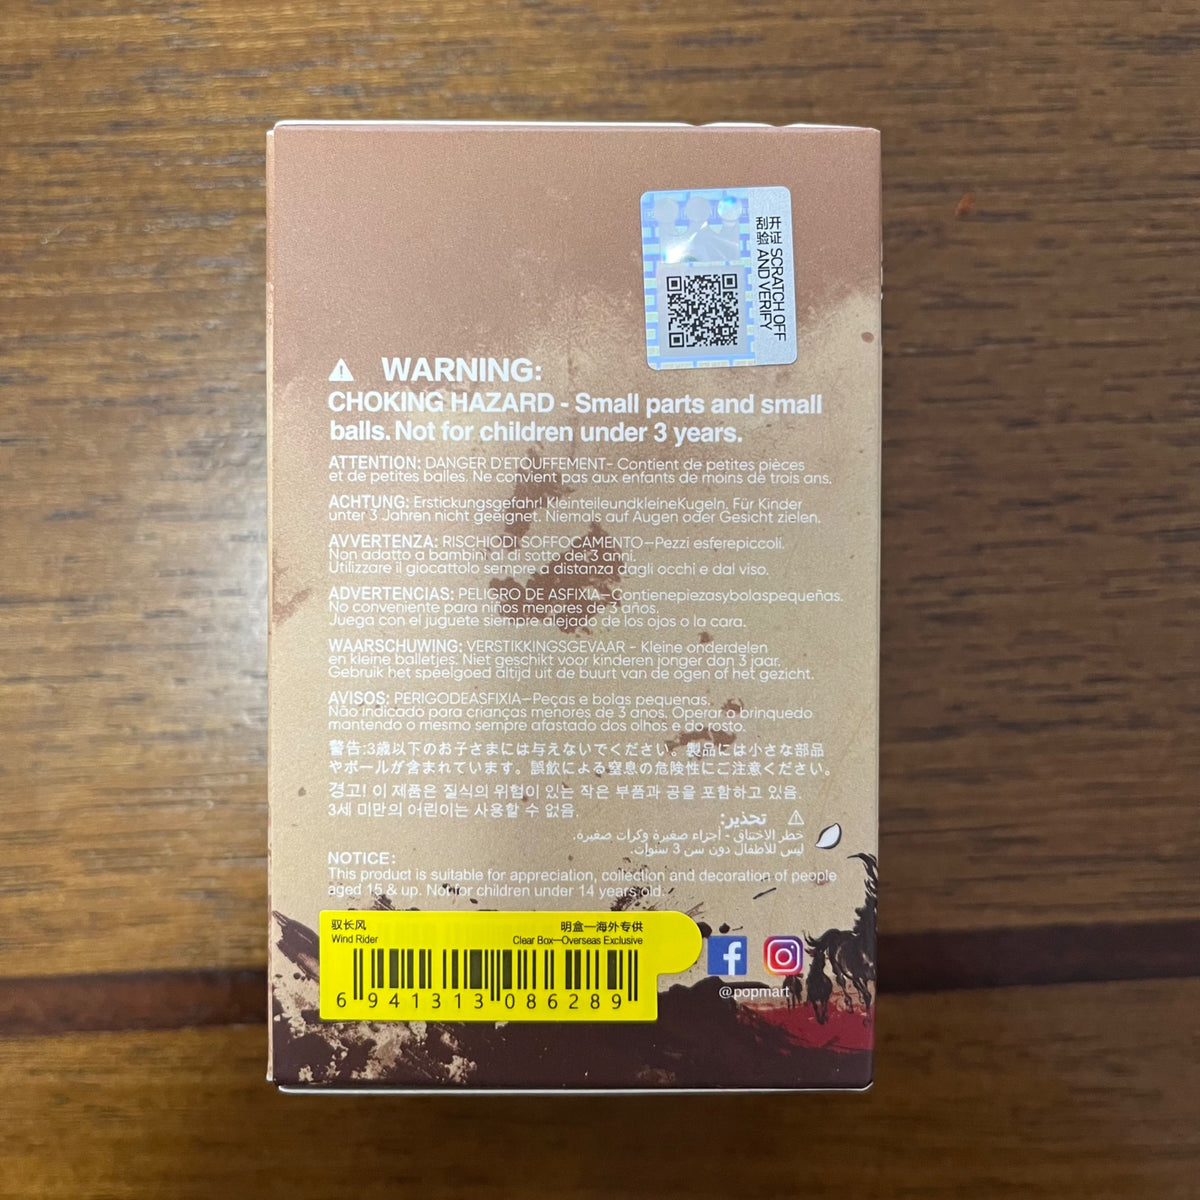 开证 SCRATCH OFF
刮验 AND VERIFY
WARNING:
CHOKING HAZARD - Small parts and small
balls. Not for children under 3 years.
ATTENTION: DANGER D'ETOUFFEMENT- Contient de petites pièces
et de petites balles. Ne convient pas aux enfants de moins de trois ans.
ACHTUNG: Erstickungsgefahr! KleinteileundkleineKugeln. Für Kinder
unter 3 Jahren nicht geeignet. Niemals auf Augen oder Gesicht zielen.
AVVERTENZA: RISCHIODI SOFFOCAMENTO—Pezzi esferepiccoli.
Non adatto a bambini al di sotto dei 3 anni.
Utilizzare il giocattolo sempre a distanza dagli occhi e dal viso.
ADVERTENCIAS: PELIGRO DE ASFIXIA—Contienepiezasybolaspequeñas.
No conveniente para niños menores de 3 años.
Juega con el juguete siempre alejado de los ojos o la cara.
WAARSCHUWING: VERSTIKKINGSGEVAAR - Kleine onderdelen
en kleine balletjes. Niet geschikt voor kinderen jonger dan 3 jaar.
Gebruik het speelgoed altijd uit de buurt van de ogen of het gezicht.
AVISOS: PERIGODEASFIXIA—Peças e bolas pequenas.
Não indicado para crianças menores de 3 anos. Operar o brinquedo
mantendo o mesmo sempre afastado dos olhos e do rosto.
警告:3歳以下のお子さまには与えないでください。製品には小さな部品
やボールが含まれています。誤飲による窒息の危険性にご注意ください。
경고! 이 제품은 질식의 위험이 있는 작은 부품과 공을 포함하고 있음.
3세 미만의 어린이는 사용할 수 없음.
تحذير:
خطر الاختناق - أجزاء صغيرة وكرات صغيرة.
ليس للأطفال دون سن 3 سنوات.
NOTICE:
This product is suitable for appreciation, collection and decoration of people
aged 15 & up. Not for children under 14 years old.
驭长风 明盒—海外专供
Wind Rider Clear Box—Overseas Exclusive
6 941313 086289
@popmart